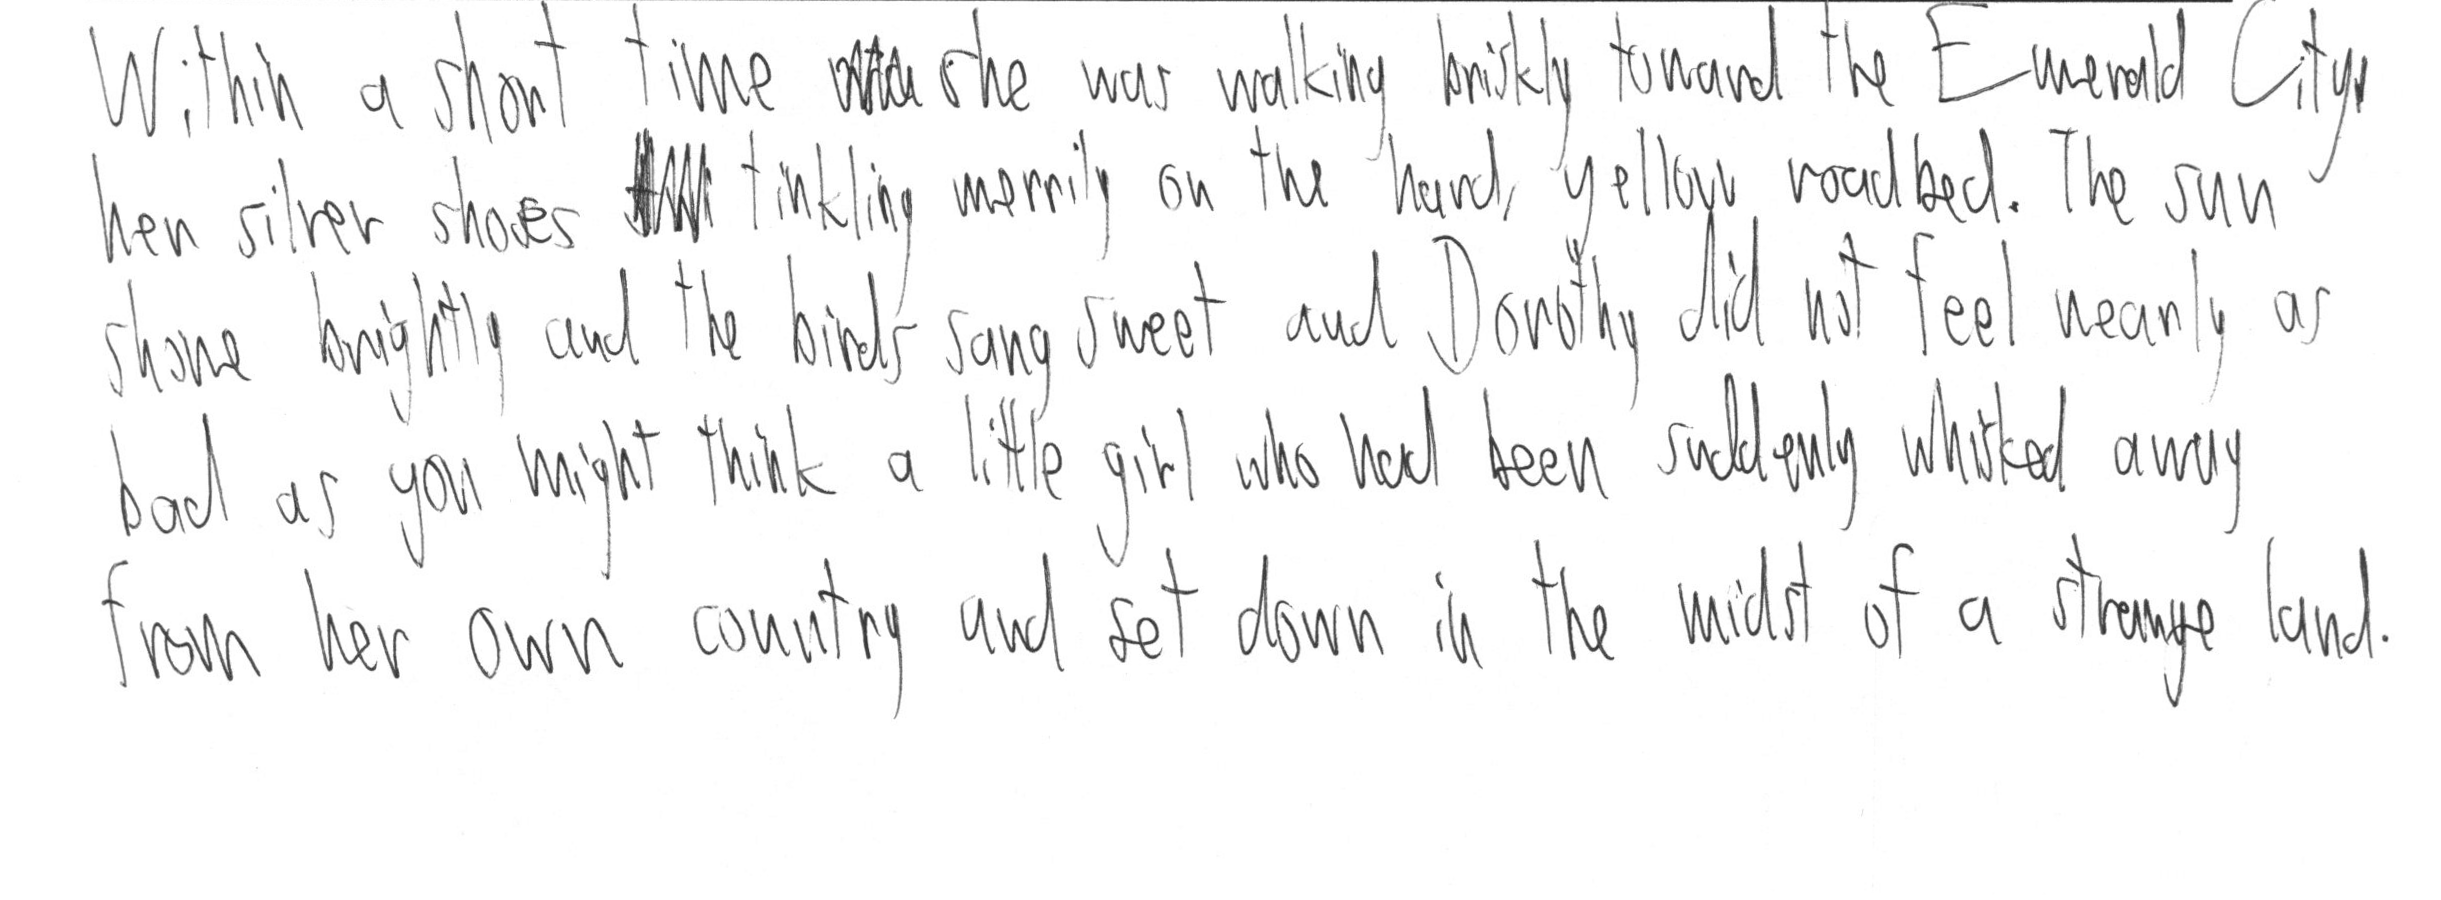 Within a short time she was walking briskly toward the Emerald City,
her silver shoes tinkling merrily on the hard, yellow roadbed. The sun
shone brightly and the birds sang sweet and Dorothy did not feel nearly as
bad as you might think a little girl who had been suddenly whisked away
from her own country and set down in the midst of a strange land.